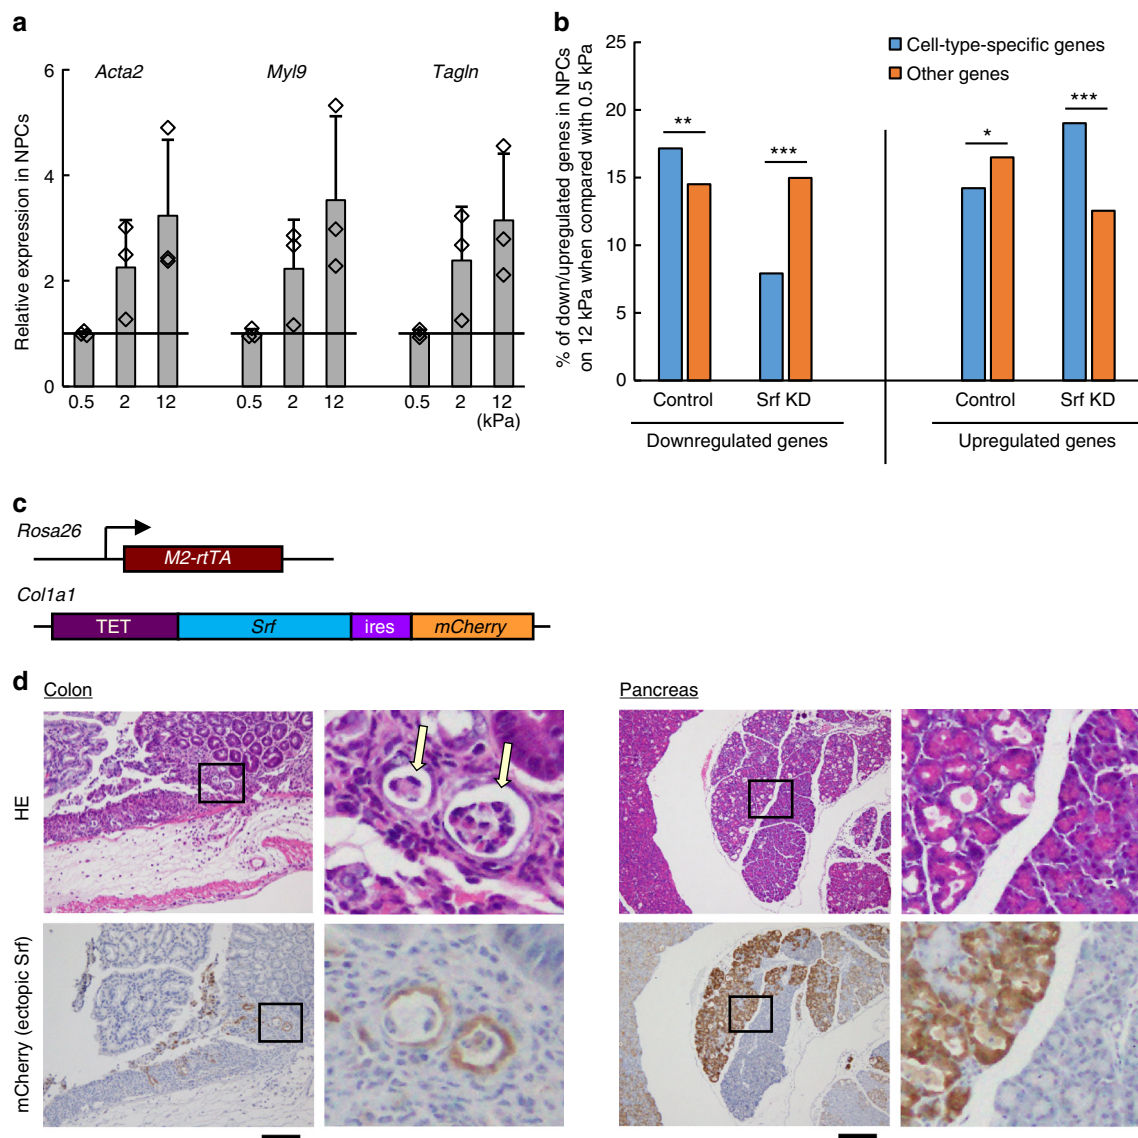 a
Relative expression in NPCs
6
4
2
0
Acta2
Myl9
Tagln
0.5
2
12
0.5
2
12
0.5
2
12
(kPa)
b
% of down/upregulated genes in NPCs
on 12 kPa when compared with 0.5 kPa
25
20
15
10
5
0
Cell-type-specific genes
Other genes
**
***
*
***
Control
Srf KD
Control
Srf KD
Downregulated genes
Upregulated genes
c
Rosa26
M2-rtTA
Col1a1
TET
Srf
ires
mCherry
d
Colon
Pancreas
HE
mCherry (ectopic Srf)